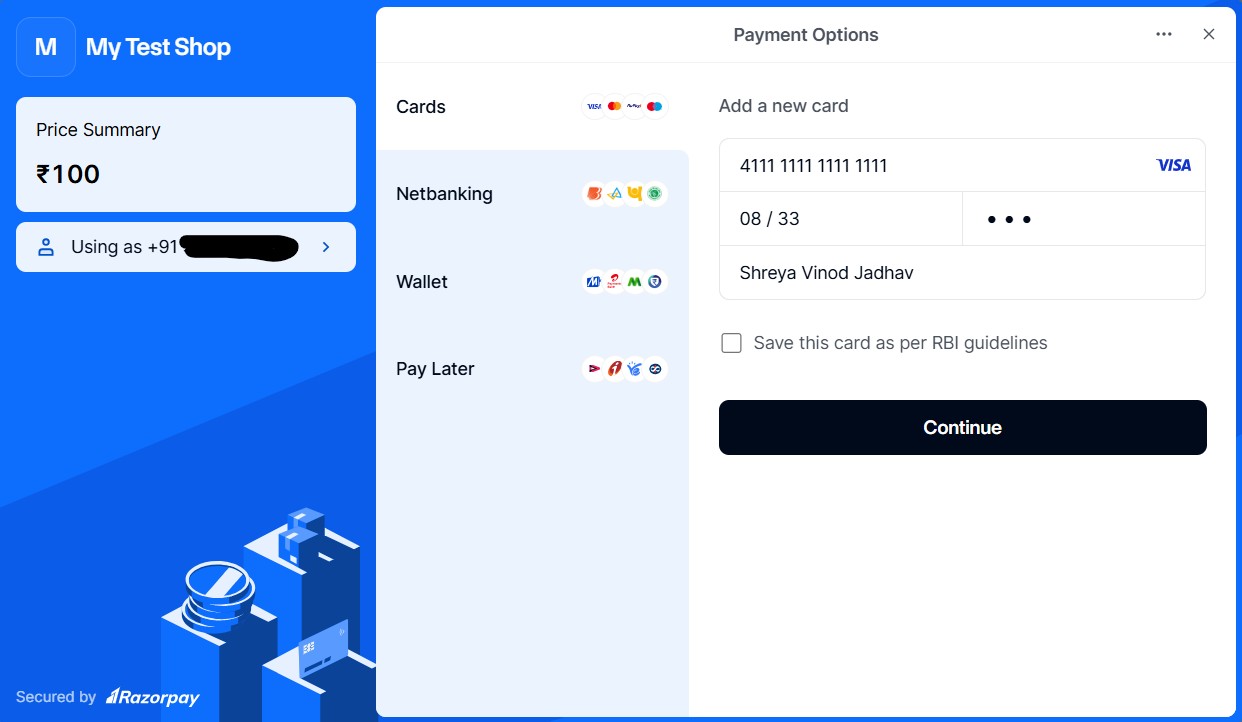 M My Test Shop
Price Summary
₹100
Using as +91
Secured by Razorpay
Payment Options
Cards
VISA RuPay
Netbanking
Wallet
Pay Later
Add a new card
4111 1111 1111 1111 VISA
08 / 33
Shreya Vinod Jadhav
Save this card as per RBI guidelines
Continue